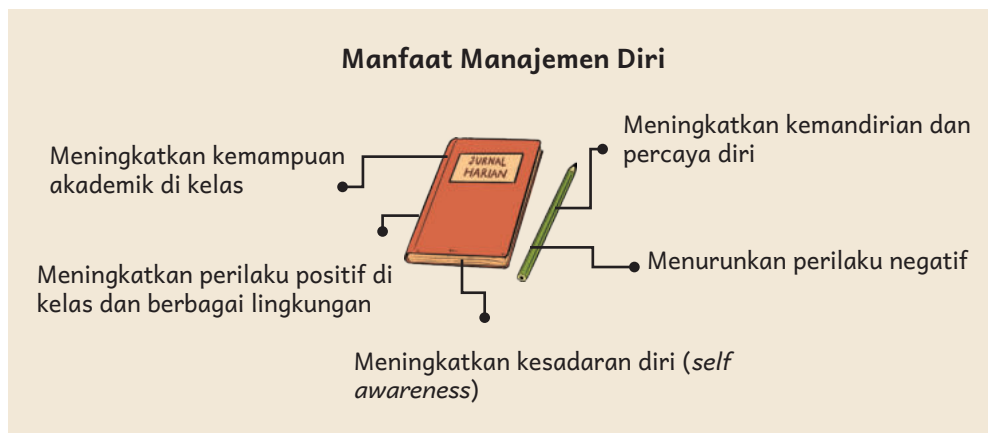 Manfaat Manajemen Diri
Meningkatkan kemampuan
akademik di kelas
JURNAL
HARIAN
Meningkatkan kemandirian dan
percaya diri
Meningkatkan perilaku positif di
kelas dan berbagai lingkungan
Menurunkan perilaku negatif
Meningkatkan kesadaran diri (self
awareness)